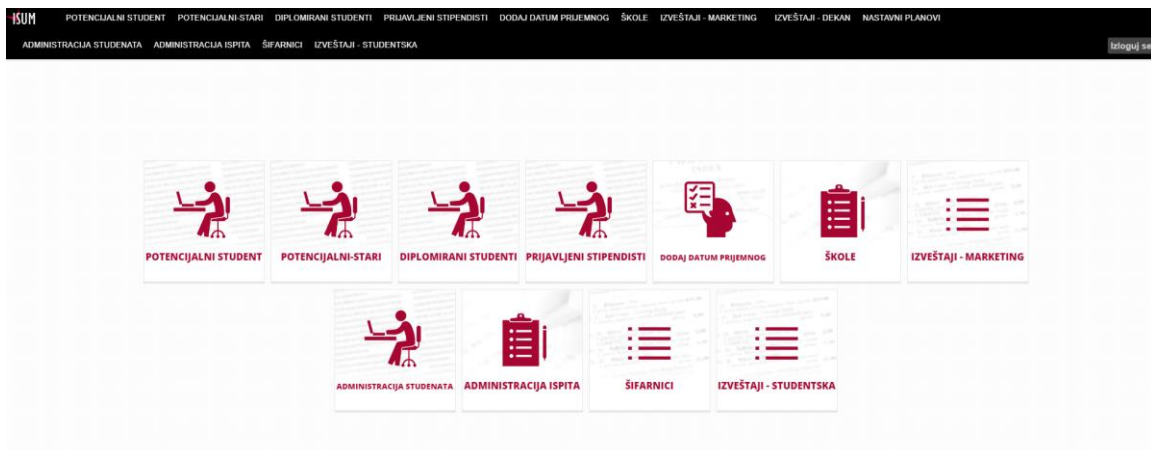 ISUM POTENCIJALNI STUDENT POTENCIJALNI-STARI DIPLOMIRANI STUDENTI PRIJAVLJENI STIPENDISTI DODAJ DATUM PRIJEMNOG ŠKOLE IZVEŠTAJI - MARKETING IZVEŠTAJI - DEKAN NASTAVNI PLANOVI
ADMINISTRACIJA STUDENATA ADMINISTRACIJA ISPITA ŠIFARNICI IZVEŠTAJI - STUDENTSKA Izloguj se
POTENCIJALNI STUDENT POTENCIJALNI-STARI DIPLOMIRANI STUDENTI PRIJAVLJENI STIPENDISTI DODAJ DATUM PRIJEMNOG ŠKOLE IZVEŠTAJI - MARKETING
ADMINISTRACIJA STUDENATA ADMINISTRACIJA ISPITA ŠIFARNICI IZVEŠTAJI - STUDENTSKA